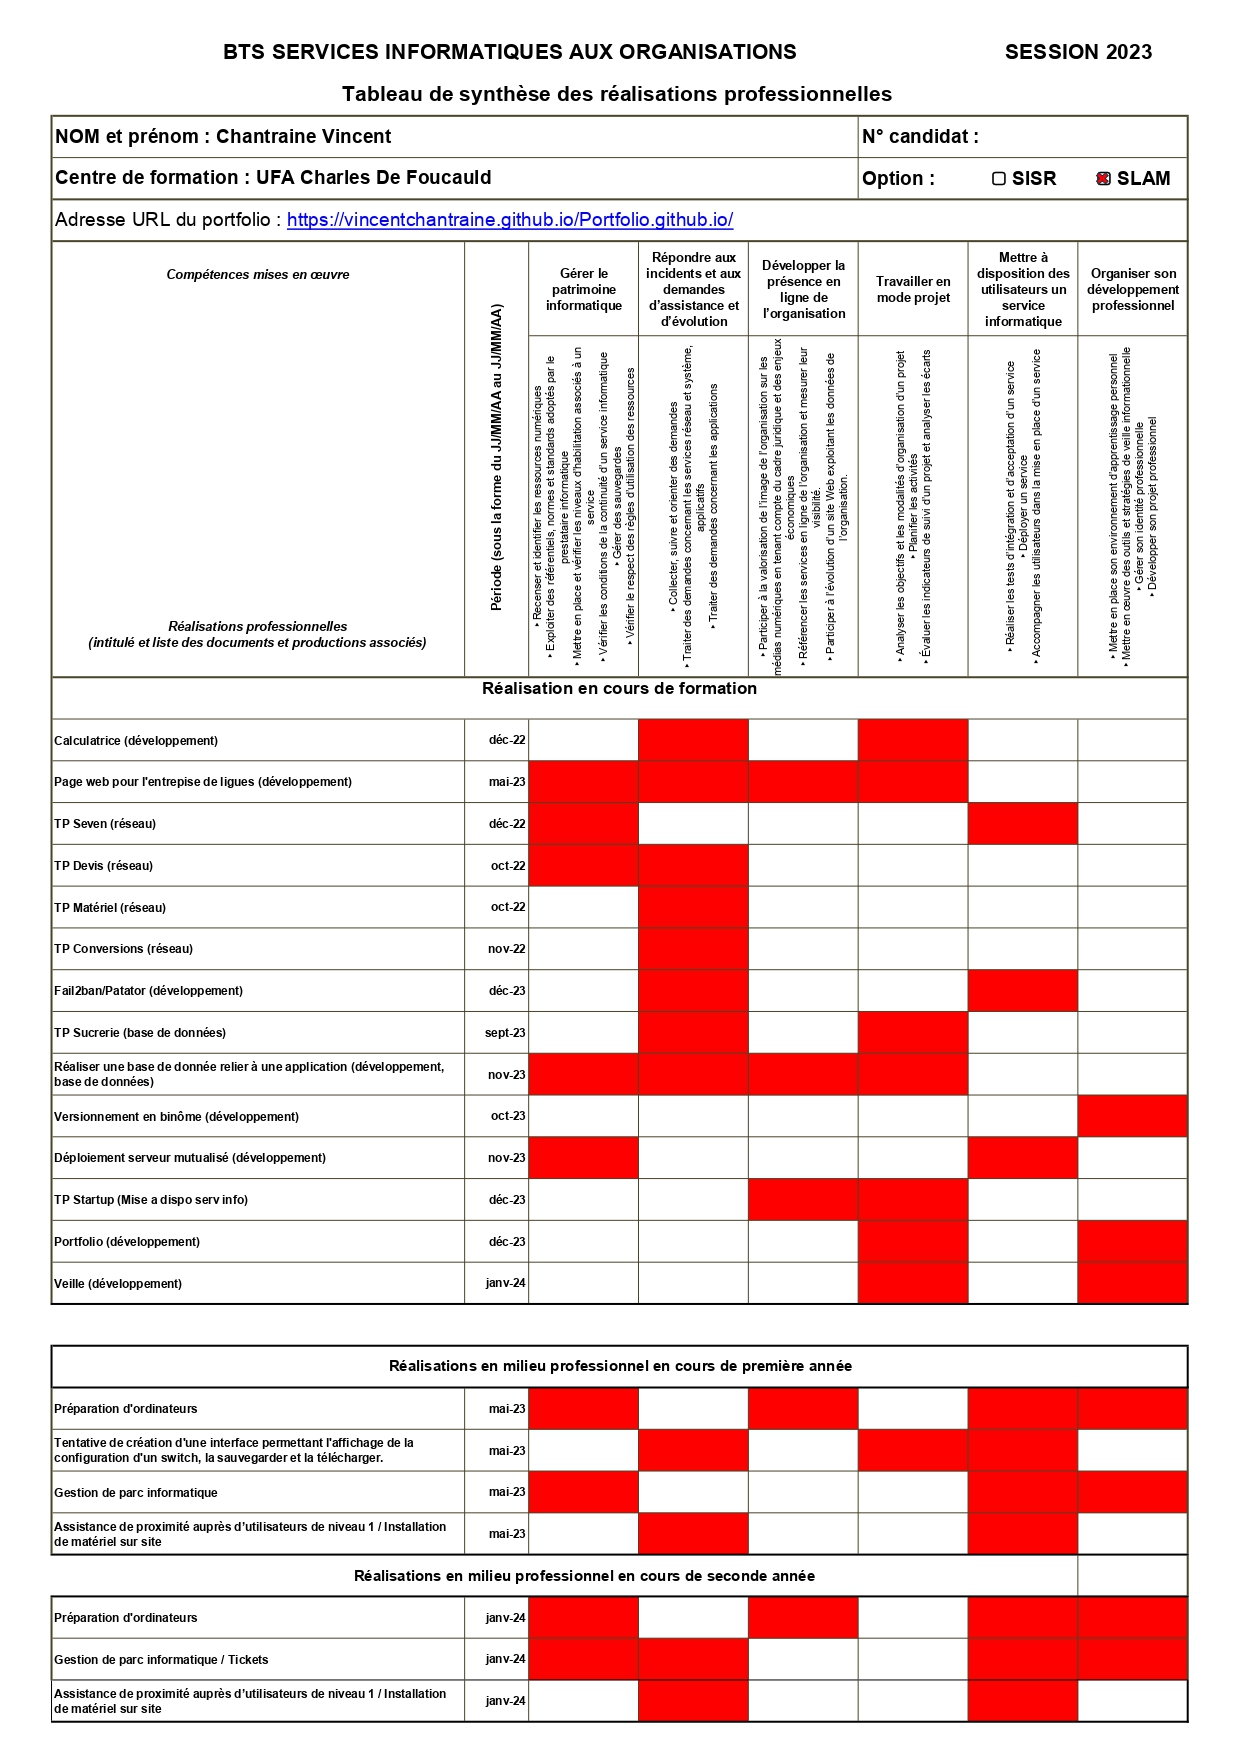 BTS SERVICES INFORMATIQUES AUX ORGANISATIONS SESSION 2023
Tableau de synthèse des réalisations professionnelles
NOM et prénom : Chantraine Vincent N° candidat :
Centre de formation : UFA Charles De Foucauld Option : SISR SLAM
Adresse URL du portfolio : https://vincentchantraine.github.io/Portfolio.github.io/
Compétences mises en œuvre
Réalisations professionnelles
(intitulé et liste des documents et productions associés)
Période (sous la forme du JJ/MM/AA au JJ/MM/AA)
Gérer le
patrimoine
informatique
Répondre aux
incidents et aux
demandes
d’assistance et
d’évolution
Développer la
présence en
ligne de
l’organisation
Travailler en
mode projet
Mettre à
disposition des
utilisateurs un
service
informatique
Organiser son
développement
professionnel
‣ Recenser et identifier les ressources numériques
‣ Exploiter des référentiels, normes et standards adoptés par le
prestataire informatique
‣ Mettre en place et vérifier les niveaux d’habilitation associés à un
service
‣ Vérifier les conditions de la continuité d’un service informatique
‣ Gérer des sauvegardes
‣ Vérifier le respect des règles d’utilisation des ressources
‣ Collecter, suivre et orienter des demandes
‣ Traiter des demandes concernant les services réseau et système,
applicatifs
‣ Traiter des demandes concernant les applications
‣ Participer à la valorisation de l’image de l’organisation sur les
médias numériques en tenant compte du cadre juridique et des enjeux
économiques
‣ Référencer les services en ligne de l’organisation et mesurer leur
visibilité.
‣ Participer à l’évolution d’un site Web exploitant les données de
l’organisation.
‣ Analyser les objectifs et les modalités d’organisation d’un projet
‣ Planifier les activités
‣ Évaluer les indicateurs de suivi d’un projet et analyser les écarts
‣ Réaliser les tests d’intégration et d’acceptation d’un service
‣ Déployer un service
‣ Accompagner les utilisateurs dans la mise en place d’un service
‣ Mettre en place son environnement d’apprentissage personnel
‣ Mettre en œuvre des outils et stratégies de veille informationnelle
‣ Gérer son identité professionnelle
‣ Développer son projet professionnel
Réalisation en cours de formation
Calculatrice (développement) déc-22
Page web pour l'entrepise de ligues (développement) mai-23
TP Seven (réseau) déc-22
TP Devis (réseau) oct-22
TP Matériel (réseau) oct-22
TP Conversions (réseau) nov-22
Fail2ban/Patator (développement) déc-23
TP Sucrerie (base de données) sept-23
Réaliser une base de donnée relier à une application (développement,
base de données) nov-23
Versionnement en binôme (développement) oct-23
Déploiement serveur mutualisé (développement) nov-23
TP Startup (Mise a dispo serv info) déc-23
Portfolio (développement) déc-23
Veille (développement) janv-24
Réalisations en milieu professionnel en cours de première année
Préparation d'ordinateurs mai-23
Tentative de création d'une interface permettant l'affichage de la
configuration d'un switch, la sauvegarder et la télécharger. mai-23
Gestion de parc informatique mai-23
Assistance de proximité auprès d’utilisateurs de niveau 1 / Installation
de matériel sur site mai-23
Réalisations en milieu professionnel en cours de seconde année
Préparation d'ordinateurs janv-24
Gestion de parc informatique / Tickets janv-24
Assistance de proximité auprès d’utilisateurs de niveau 1 / Installation
de matériel sur site janv-24